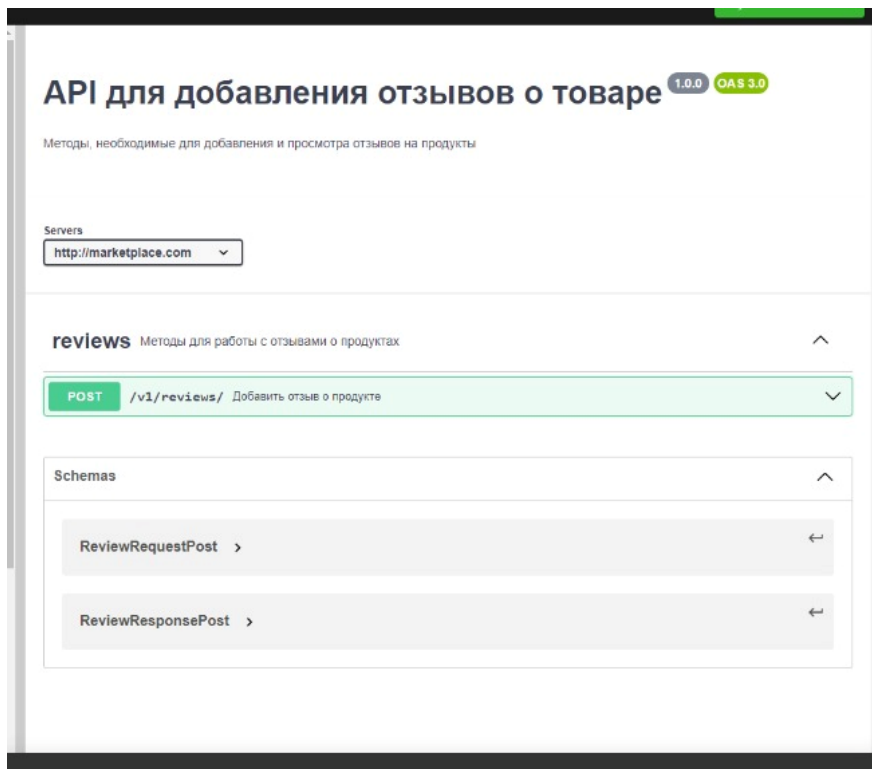 API для добавления отзывов о товаре 1.0.0 OAS 3.0
Методы, необходимые для добавления и просмотра отзывов на продукты
Servers
http://marketplace.com
reviews Методы для работы с отзывами о продуктах
POST /v1/reviews/ Добавить отзыв о продукте
Schemas
ReviewRequestPost
ReviewResponsePost